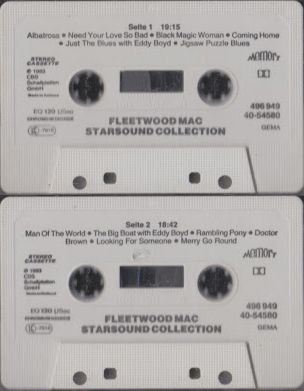 Seite 1 19:15
Albatross • Need Your Love So Bad • Black Magic Woman • Coming Home
• Just The Blues with Eddy Boyd • Jigsaw Puzzle Blues
STEREO
CASSETTE
℗ 1983
CBS
Schallplatten
GmbH
Memory
EQ 120 µSec
496 949
40-54580
GEMA
FLEETWOOD MAC
STARSOUND COLLECTION
Seite 2 18:42
Man Of The World • The Big Boat with Eddy Boyd • Rambling Pony • Doctor
Brown • Looking For Someone • Merry Go Round
STEREO
CASSETTE
℗ 1983
CBS
Schallplatten
GmbH
Memory
EQ 120 µSec
496 949
40-54580
GEMA
FLEETWOOD MAC
STARSOUND COLLECTION